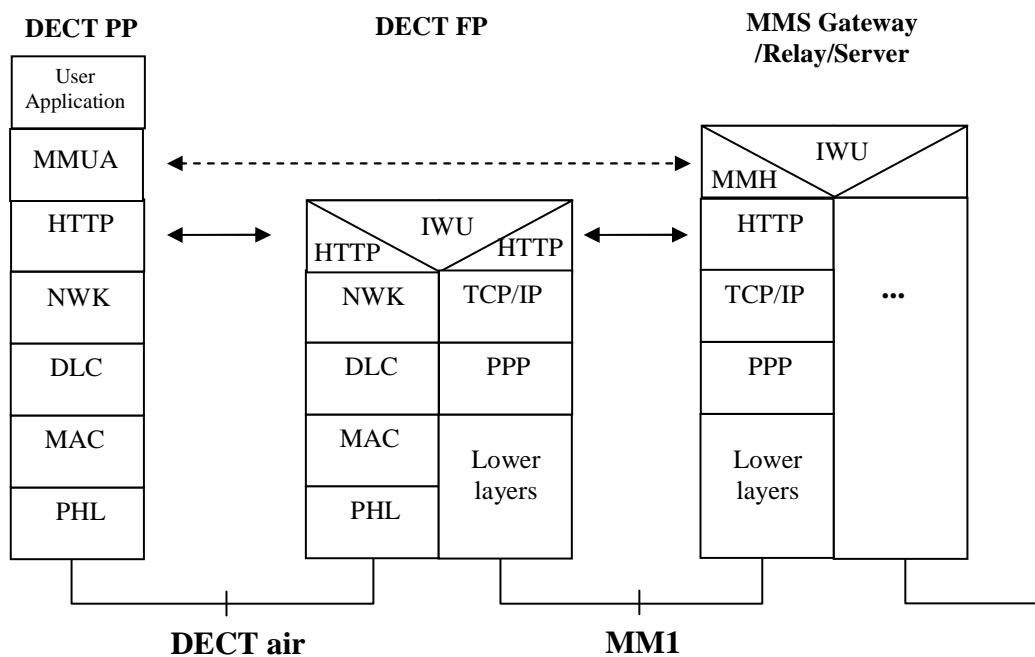 DECT PP
DECT FP
MMS Gateway
/Relay/Server
User
Application
MMUA
HTTP
NWK
DLC
MAC
PHL
IWU
HTTP
HTTP
NWK
TCP/IP
DLC
PPP
MAC
Lower
layers
PHL
IWU
MMH
HTTP
TCP/IP
...
PPP
Lower
layers
DECT air
MM1